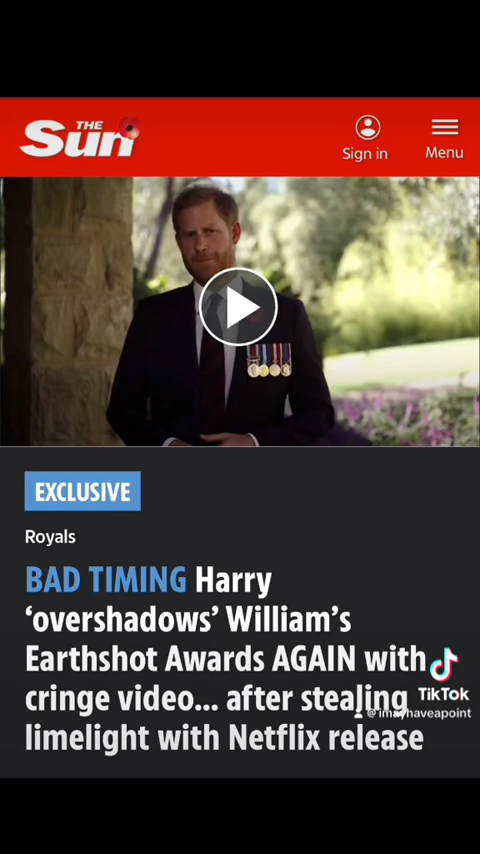 THE
Sun
Sign in
Menu
EXCLUSIVE
Royals
BAD TIMING Harry
‘overshadows’ William’s
Earthshot Awards AGAIN with
cringe video... after stealing
limelight with Netflix release
TikTok
@imayhaveapoint